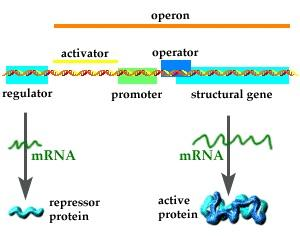 operon
activator
operator
regulator
promoter
structural gene
mRNA
mRNA
repressor
protein
active
protein